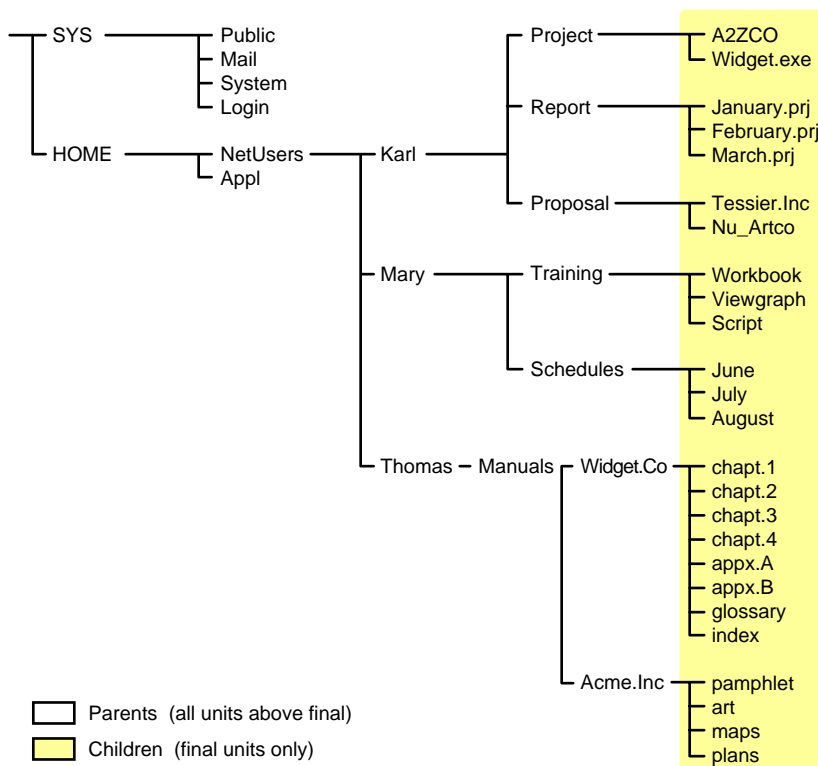 SYS Public Project A2ZCO
Mail Widget.exe
System
Login Report January.prj
February.prj
HOME NetUsers Karl March.prj
Appl
Proposal Tessier.Inc
Nu_Artco
Mary Training Workbook
Viewgraph
Script
Schedules June
July
August
Thomas Manuals Widget.Co chapt.1
chapt.2
chapt.3
chapt.4
appx.A
appx.B
glossary
index
Acme.Inc pamphlet
art
maps
plans
Parents (all units above final)
Children (final units only)